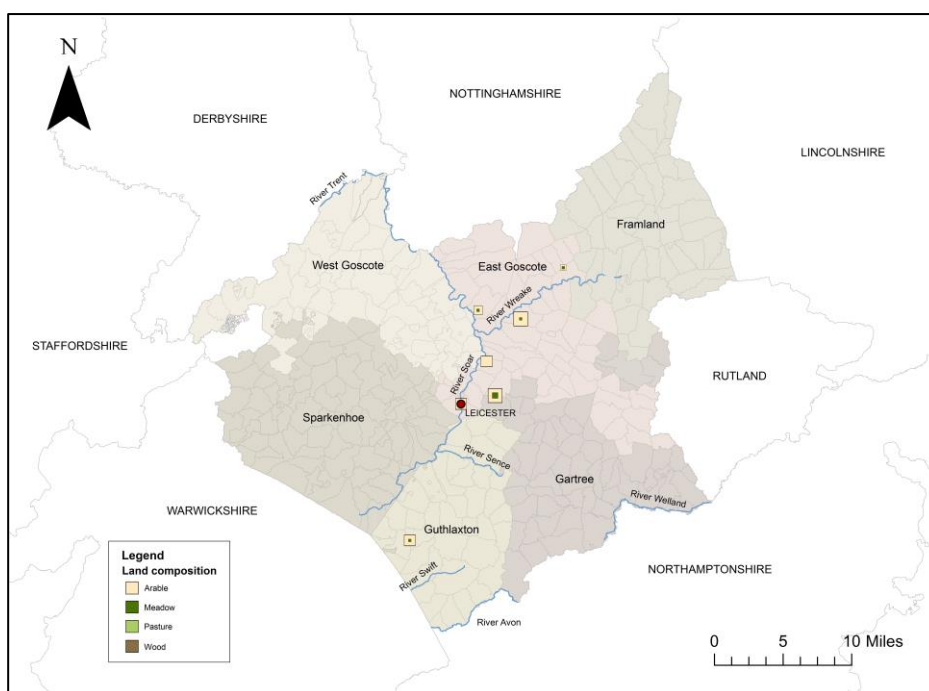 N
NOTTINGHAMSHIRE
DERBYSHIRE
LINCOLNSHIRE
River Trent
Framland
West Goscote
East Goscote
River Wreake
STAFFORDSHIRE
River Soar
RUTLAND
Sparkenhoe
LEICESTER
River Sence
Gartree
River Welland
WARWICKSHIRE
Guthlaxton
River Swift
NORTHAMPTONSHIRE
River Avon
Legend
Land composition
Arable
Meadow
Pasture
Wood
0 5 10 Miles